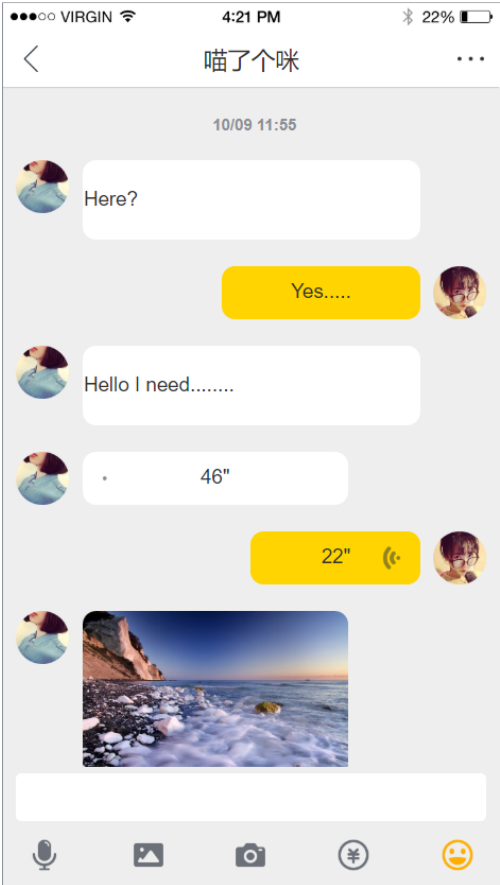 VIRGIN 4:21 PM 22%
喵了个咪
10/09 11:55
Here?
Yes.....
Hello I need........
46"
22"
¥